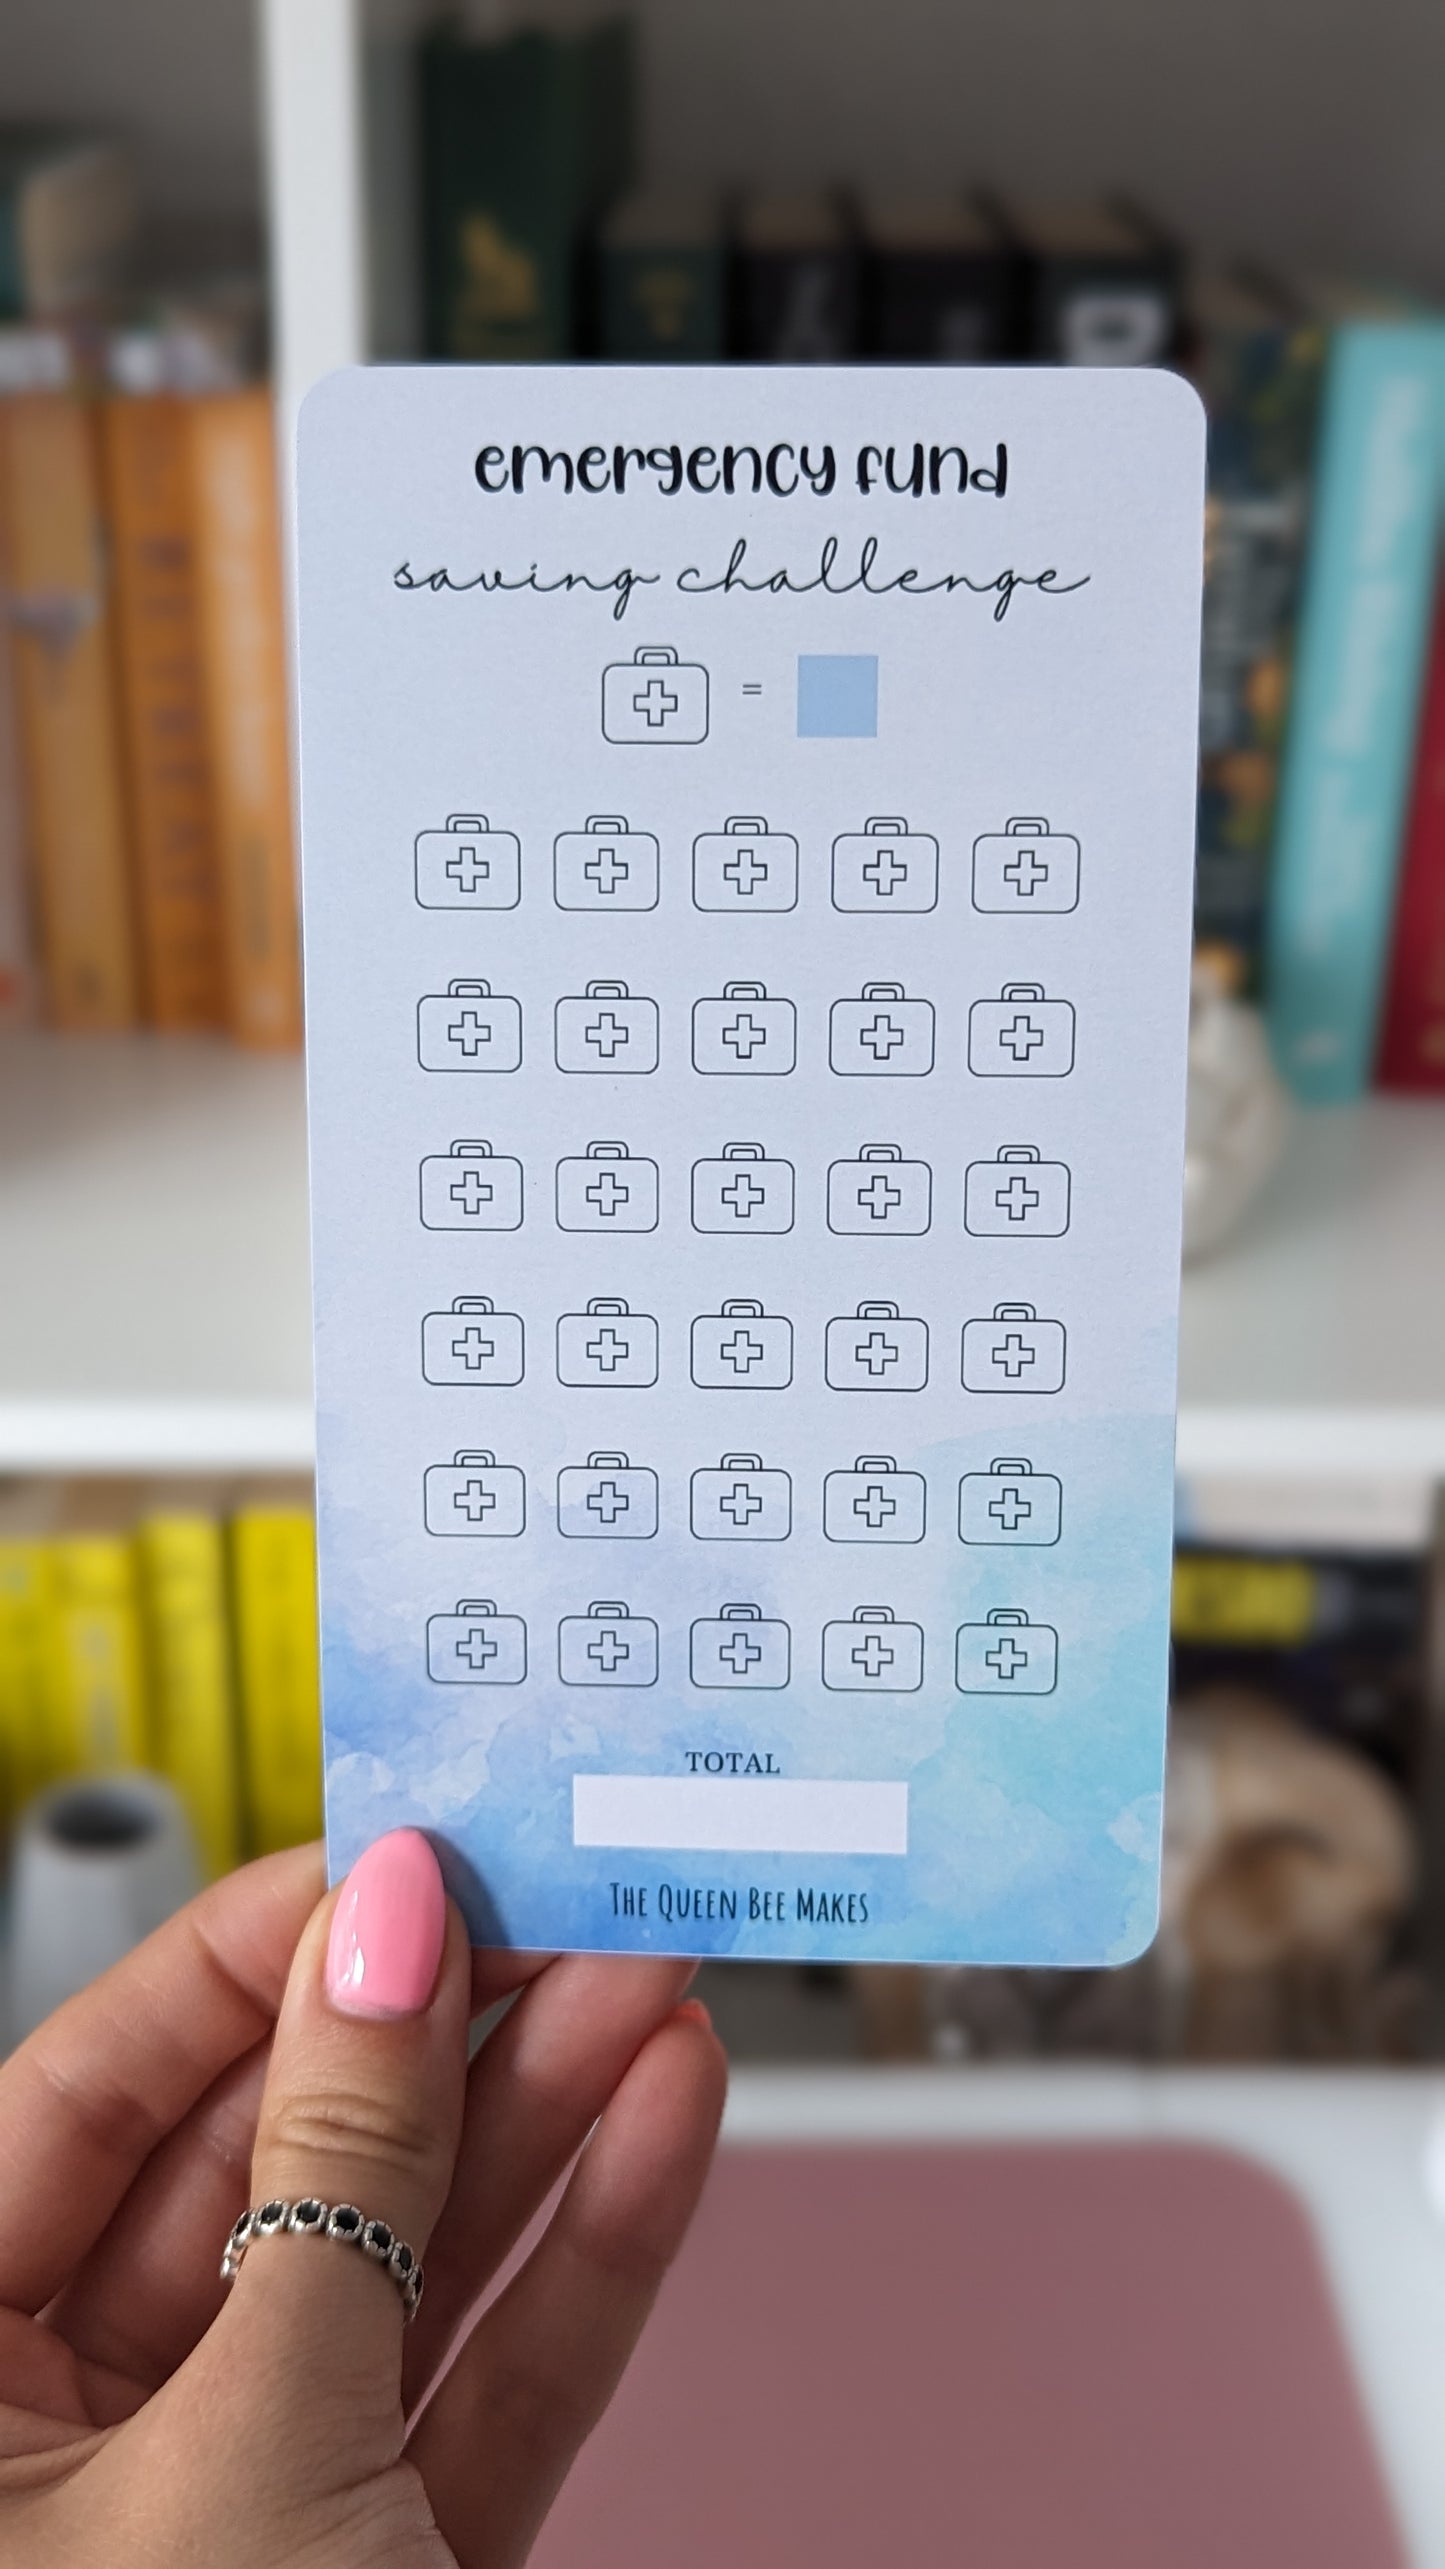 emergency fund
saving challenge
=
TOTAL
THE QUEEN BEE MAKES